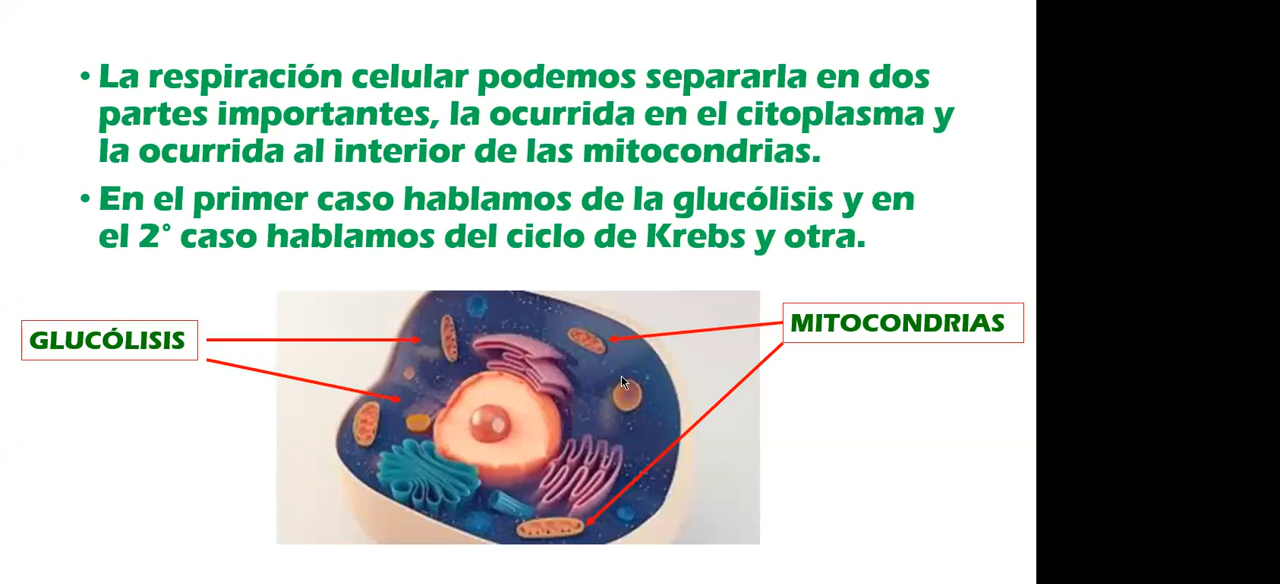 • La respiración celular podemos separarla en dos
partes importantes, la ocurrida en el citoplasma y
la ocurrida al interior de las mitocondrias.
• En el primer caso hablamos de la glucólisis y en
el 2° caso hablamos del ciclo de Krebs y otra.
GLUCÓLISIS
MITOCONDRIAS